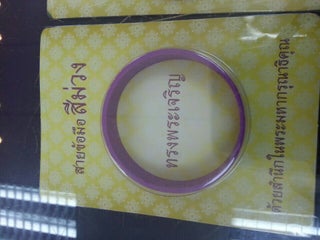 สายข้อมือ สีม่วง
ทรงพระเจริญ
ด้วยสำนึกในพระมหากรุณาธิคุณ